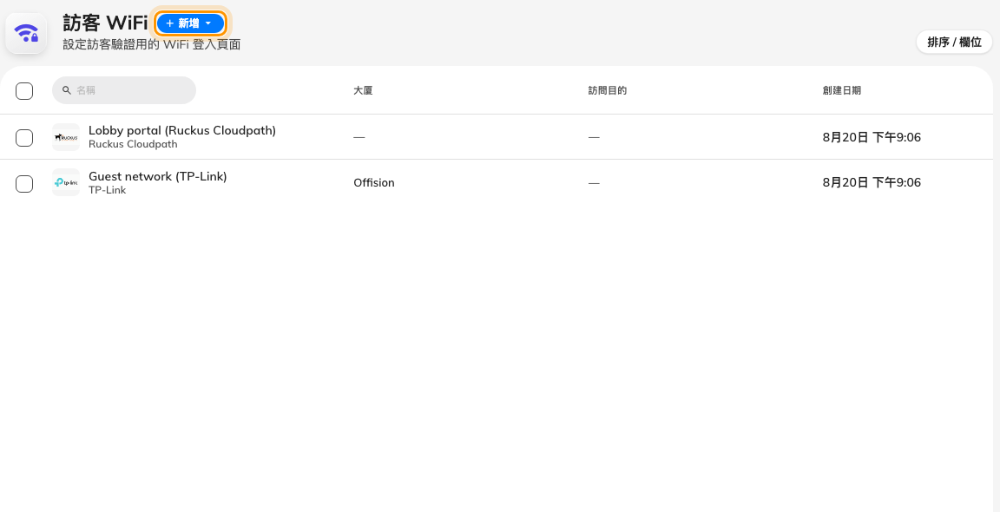 訪客 WiFi
+ 新增
設定訪客驗證用的 WiFi 登入頁面
排序 / 欄位
名稱
大廈
訪問目的
創建日期
RUCKUS
Lobby portal (Ruckus Cloudpath)
Ruckus Cloudpath
—
—
8月20日 下午9:06
tp-link
Guest network (TP-Link)
TP-Link
Offision
—
8月20日 下午9:06